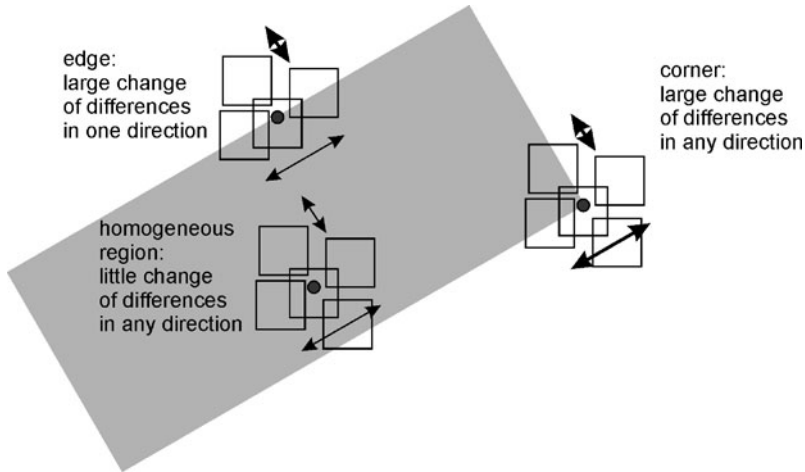 edge:
large change
of differences
in one direction
corner:
large change
of differences
in any direction
homogeneous
region:
little change
of differences
in any direction